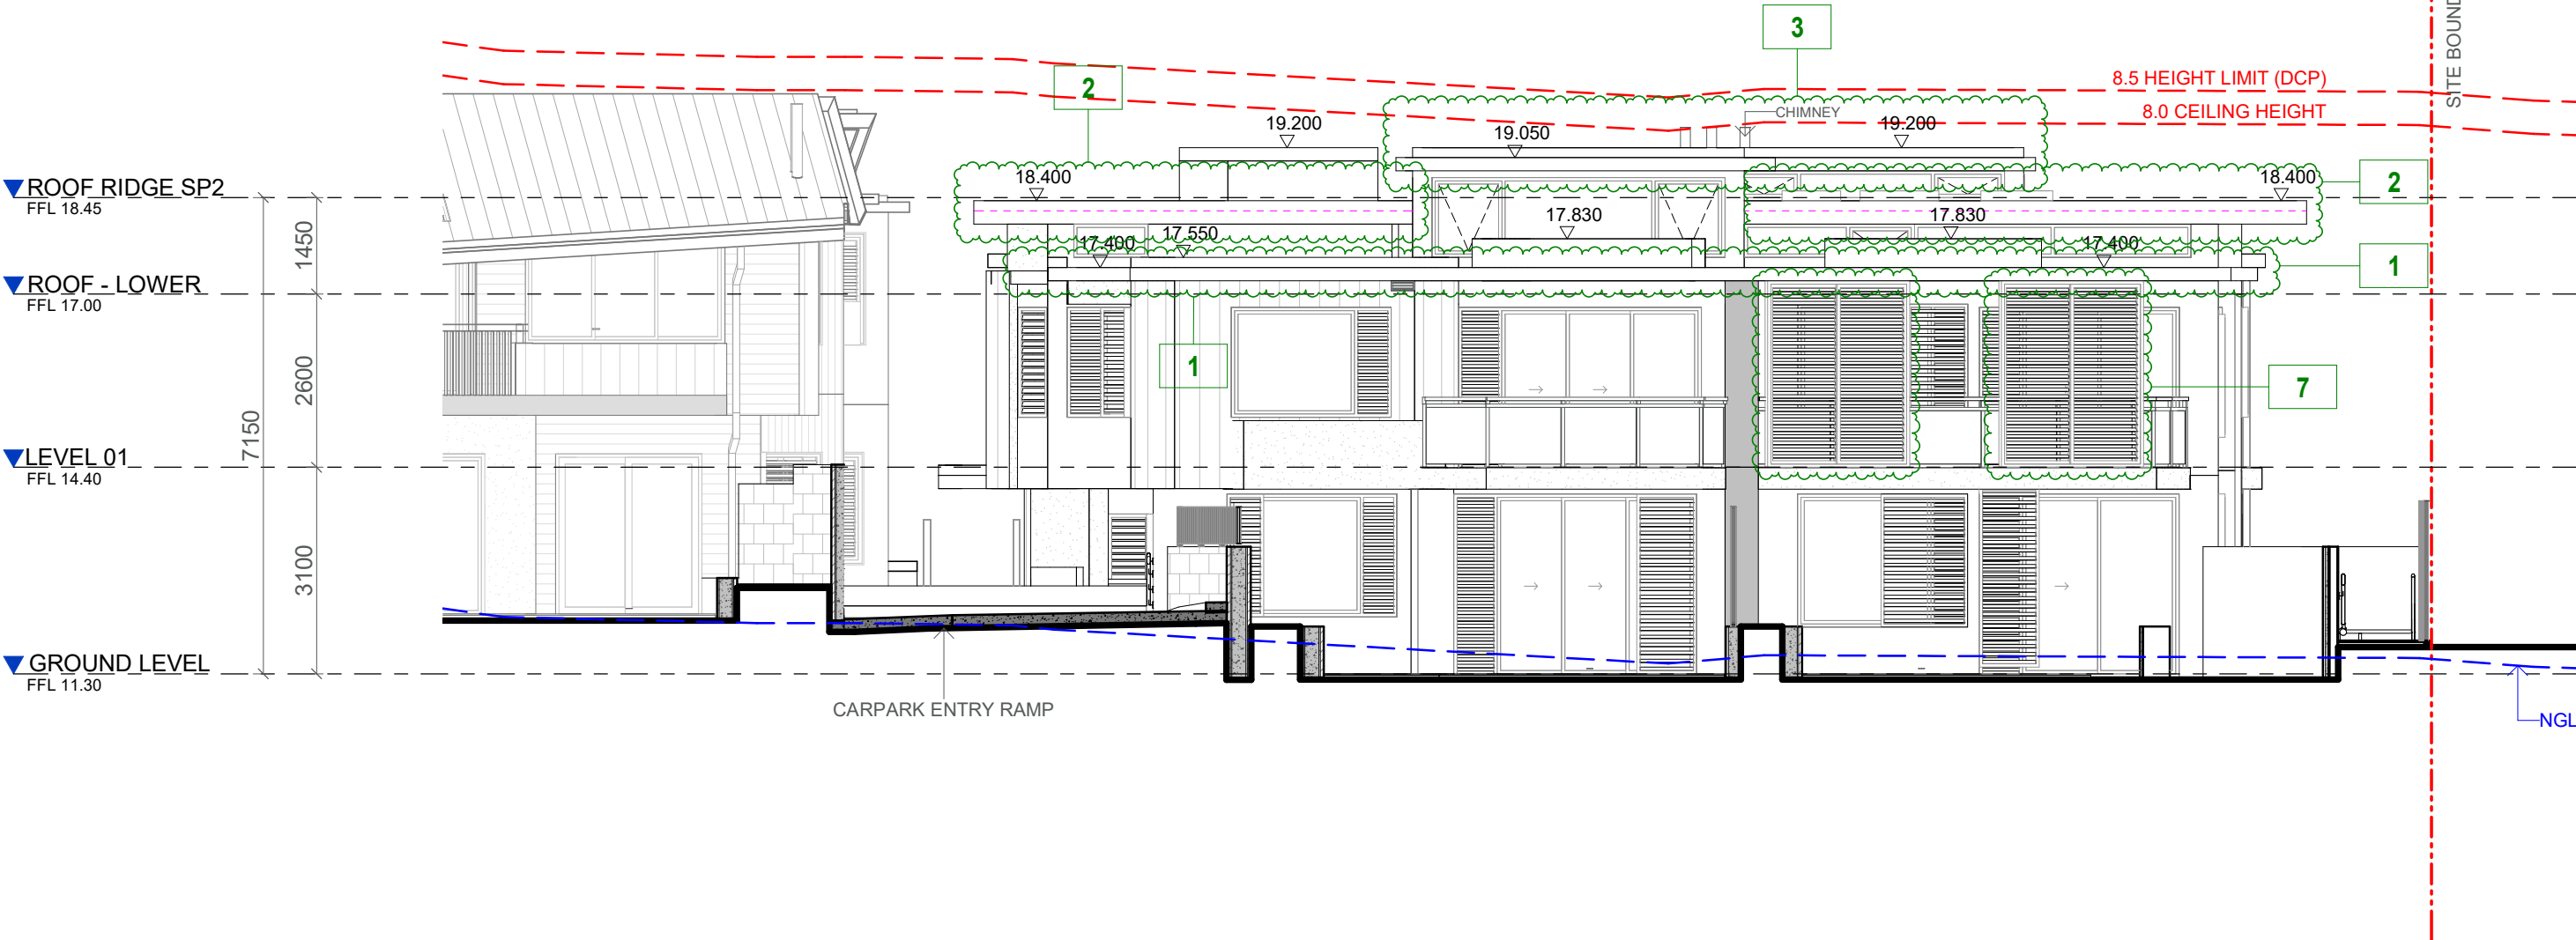 3
SITE BOUND
2
8.5 HEIGHT LIMIT (DCP)
8.0 CEILING HEIGHT
CHIMNEY
19.200
19.050
19.200
ROOF RIDGE SP2
FFL 18.45
18.400
18.400
2
17.830
17.830
1450
17.400
17.550
17.400
1
ROOF - LOWER
FFL 17.00
1
7
2600
7150
LEVEL 01
FFL 14.40
3100
GROUND LEVEL
FFL 11.30
CARPARK ENTRY RAMP
NGL